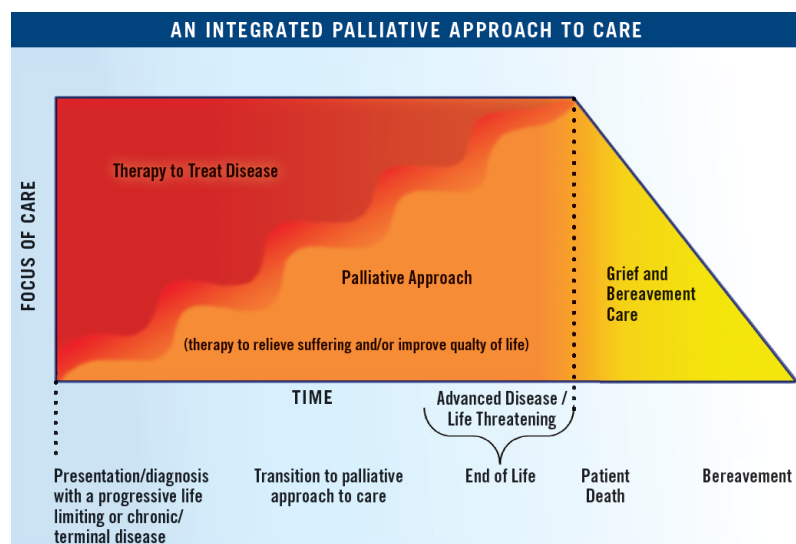 AN INTEGRATED PALLIATIVE APPROACH TO CARE
FOCUS OF CARE
Therapy to Treat Disease
Palliative Approach
(therapy to relieve suffering and/or improve qualty of life)
Grief and
Bereavement
Care
TIME
Advanced Disease /
Life Threatening
Presentation/diagnosis
with a progressive life
limiting or chronic/
terminal disease
Transition to palliative
approach to care
End of Life
Patient
Death
Bereavement